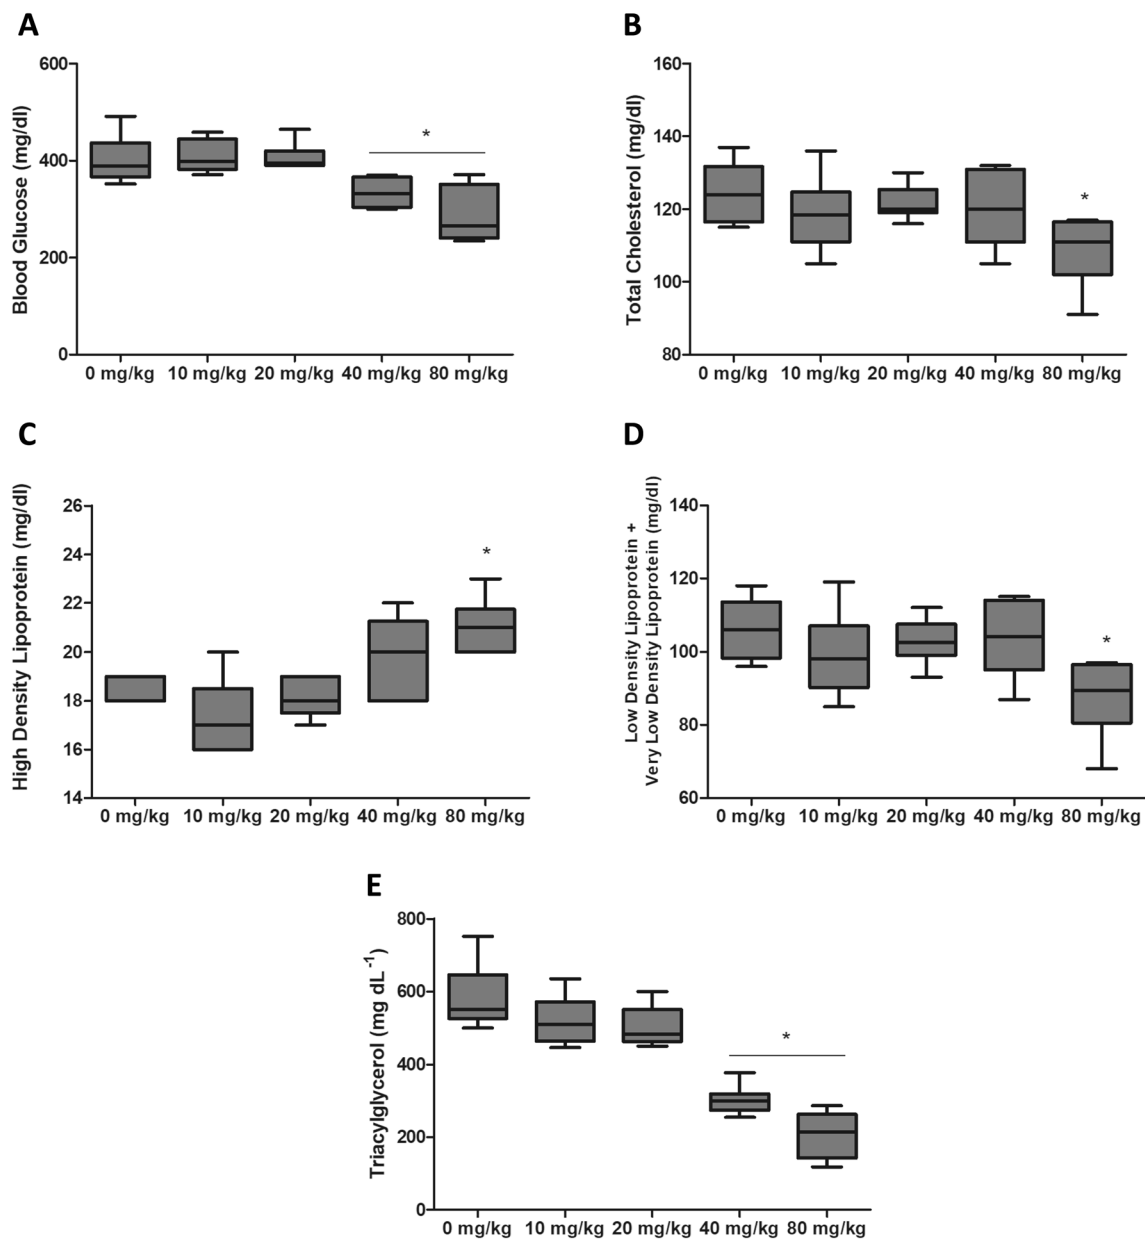 A
Blood Glucose (mg/dl)
600
400
200
0
*
0 mg/kg 10 mg/kg 20 mg/kg 40 mg/kg 80 mg/kg
B
Total Cholesterol (mg/dl)
160
140
120
100
80
*
0 mg/kg 10 mg/kg 20 mg/kg 40 mg/kg 80 mg/kg
C
High Density Lipoprotein (mg/dl)
26
24
22
20
18
16
14
*
0 mg/kg 10 mg/kg 20 mg/kg 40 mg/kg 80 mg/kg
D
Low Density Lipoprotein +
Very Low Density Lipoprotein (mg/dl)
140
120
100
80
60
*
0 mg/kg 10 mg/kg 20 mg/kg 40 mg/kg 80 mg/kg
E
Triacylglycerol (mg dL⁻¹)
800
600
400
200
0
*
0 mg/kg 10 mg/kg 20 mg/kg 40 mg/kg 80 mg/kg